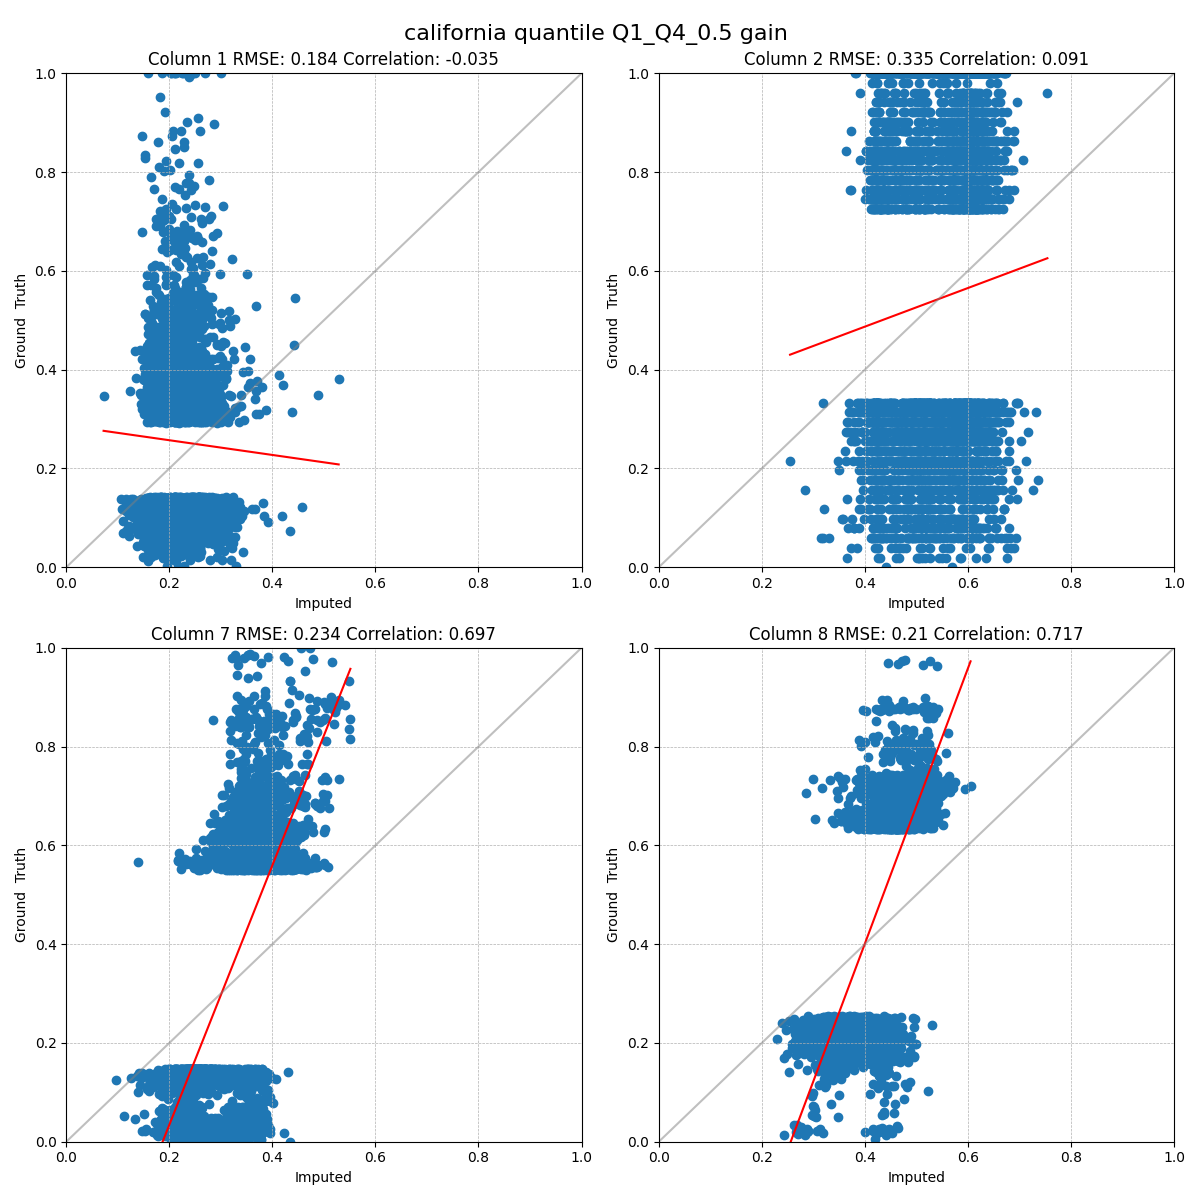 california quantile Q1_Q4_0.5 gain
Column 1 RMSE: 0.184 Correlation: -0.035
Column 2 RMSE: 0.335 Correlation: 0.091
1.0
0.8
0.6
0.4
0.2
0.0
Ground Truth
0.0 0.2 0.4 0.6 0.8 1.0
Imputed
1.0
0.8
0.6
0.4
0.2
0.0
Ground Truth
0.0 0.2 0.4 0.6 0.8 1.0
Imputed
Column 7 RMSE: 0.234 Correlation: 0.697
Column 8 RMSE: 0.21 Correlation: 0.717
1.0
0.8
0.6
0.4
0.2
0.0
Ground Truth
0.0 0.2 0.4 0.6 0.8 1.0
Imputed
1.0
0.8
0.6
0.4
0.2
0.0
Ground Truth
0.0 0.2 0.4 0.6 0.8 1.0
Imputed